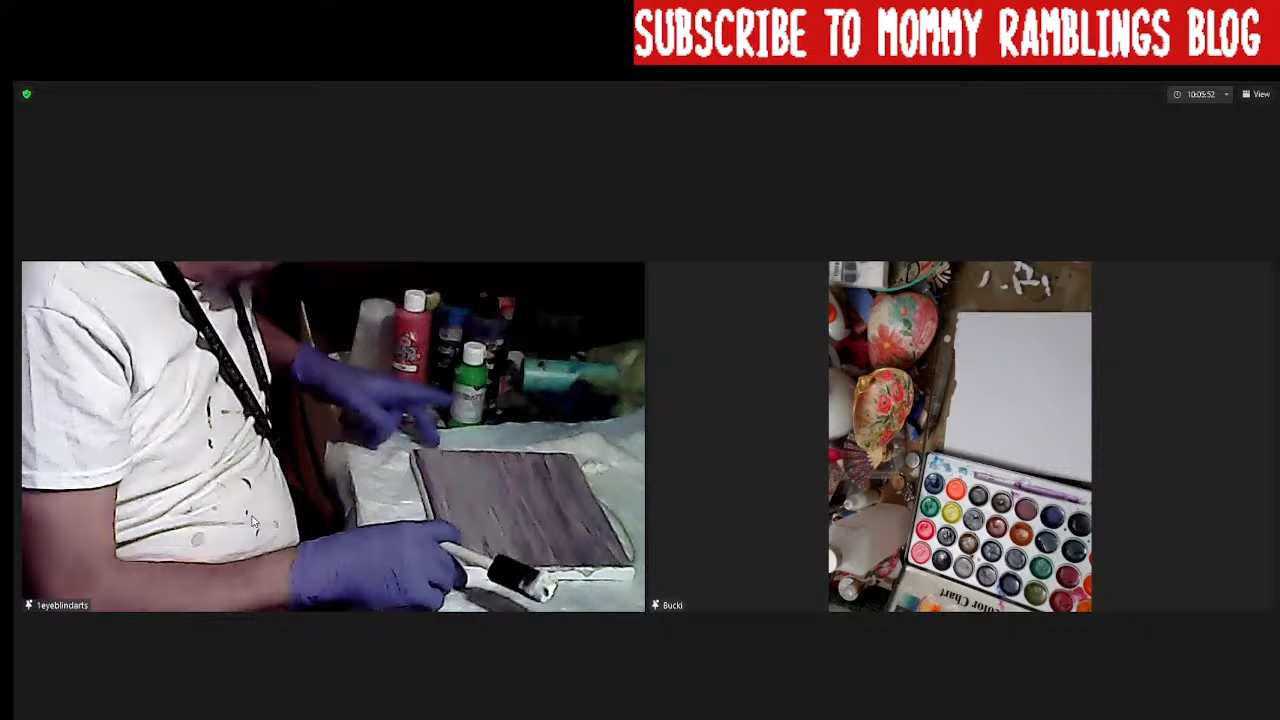 SUBSCRIBE TO MOMMY RAMBLINGS BLOG
10:05:52
View
1eyeblindarts
Bucki
Color Chart